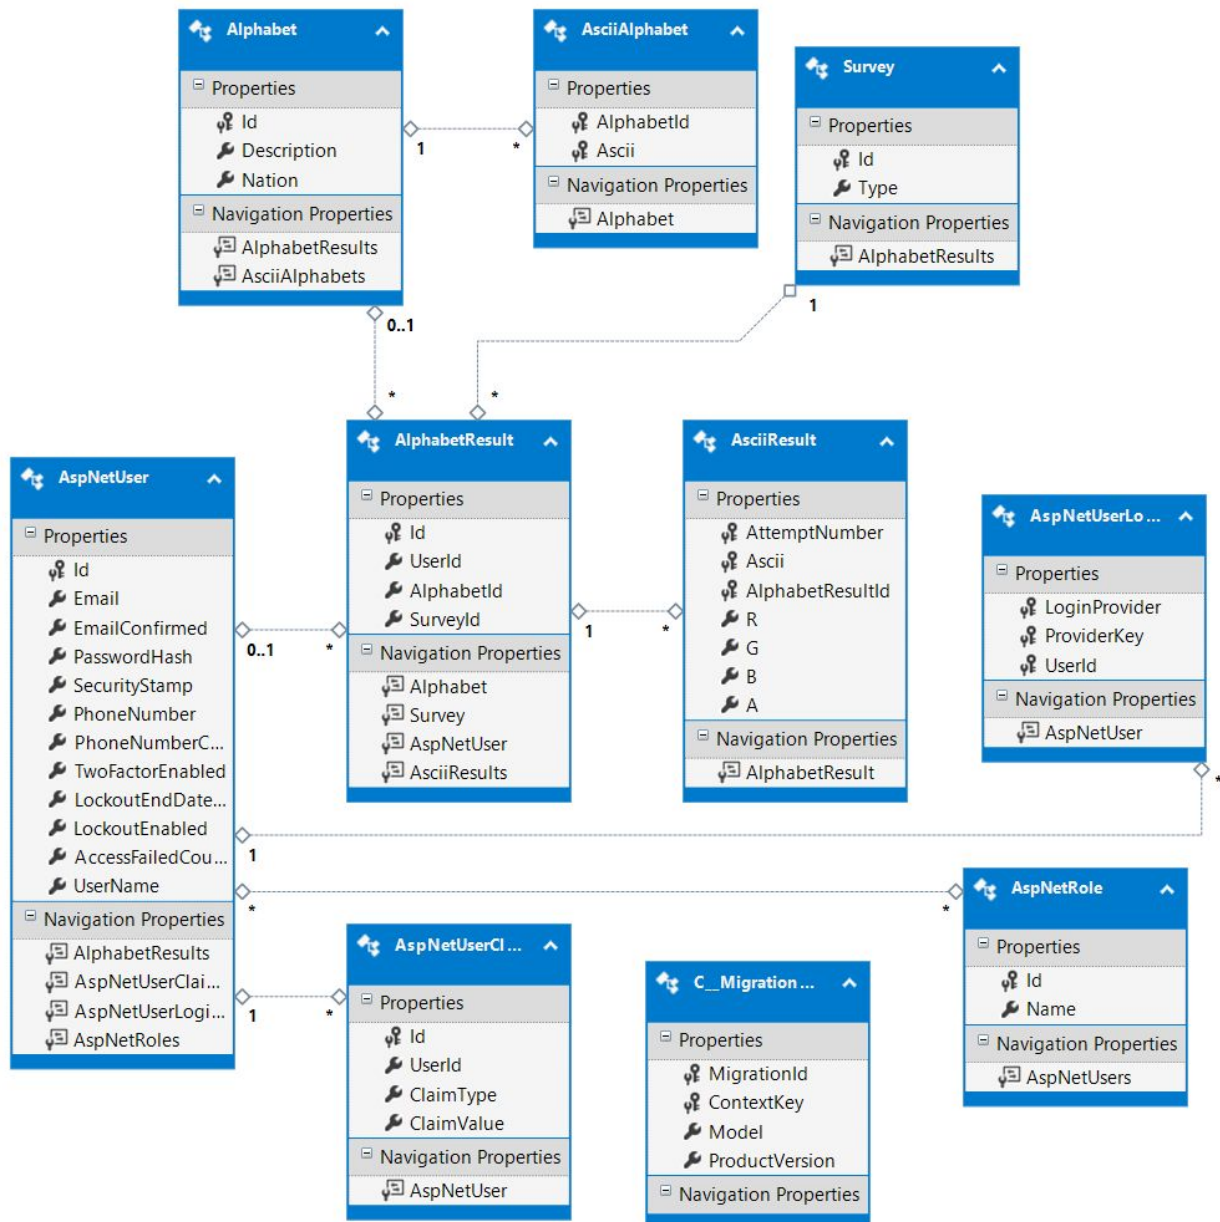 Alphabet
Properties
Id
Description
Nation
Navigation Properties
AlphabetResults
AsciiAlphabets
1
*
AsciiAlphabet
Properties
AlphabetId
Ascii
Navigation Properties
Alphabet
Survey
Properties
Id
Type
Navigation Properties
AlphabetResults
0..1
*
1
*
AspNetUser
Properties
Id
Email
EmailConfirmed
PasswordHash
SecurityStamp
PhoneNumber
PhoneNumberC...
TwoFactorEnabled
LockoutEndDate...
LockoutEnabled
AccessFailedCou...
UserName
Navigation Properties
AlphabetResults
AspNetUserClai...
AspNetUserLogi...
AspNetRoles
0..1
*
AlphabetResult
Properties
Id
UserId
AlphabetId
SurveyId
Navigation Properties
Alphabet
Survey
AspNetUser
AsciiResults
1
*
AsciiResult
Properties
AttemptNumber
Ascii
AlphabetResultId
R
G
B
A
Navigation Properties
AlphabetResult
AspNetUserLo...
Properties
LoginProvider
ProviderKey
UserId
Navigation Properties
AspNetUser
*
1
*
*
1
*
AspNetUserCl...
Properties
Id
UserId
ClaimType
ClaimValue
Navigation Properties
AspNetUser
C__Migration...
Properties
MigrationId
ContextKey
Model
ProductVersion
Navigation Properties
AspNetRole
Properties
Id
Name
Navigation Properties
AspNetUsers